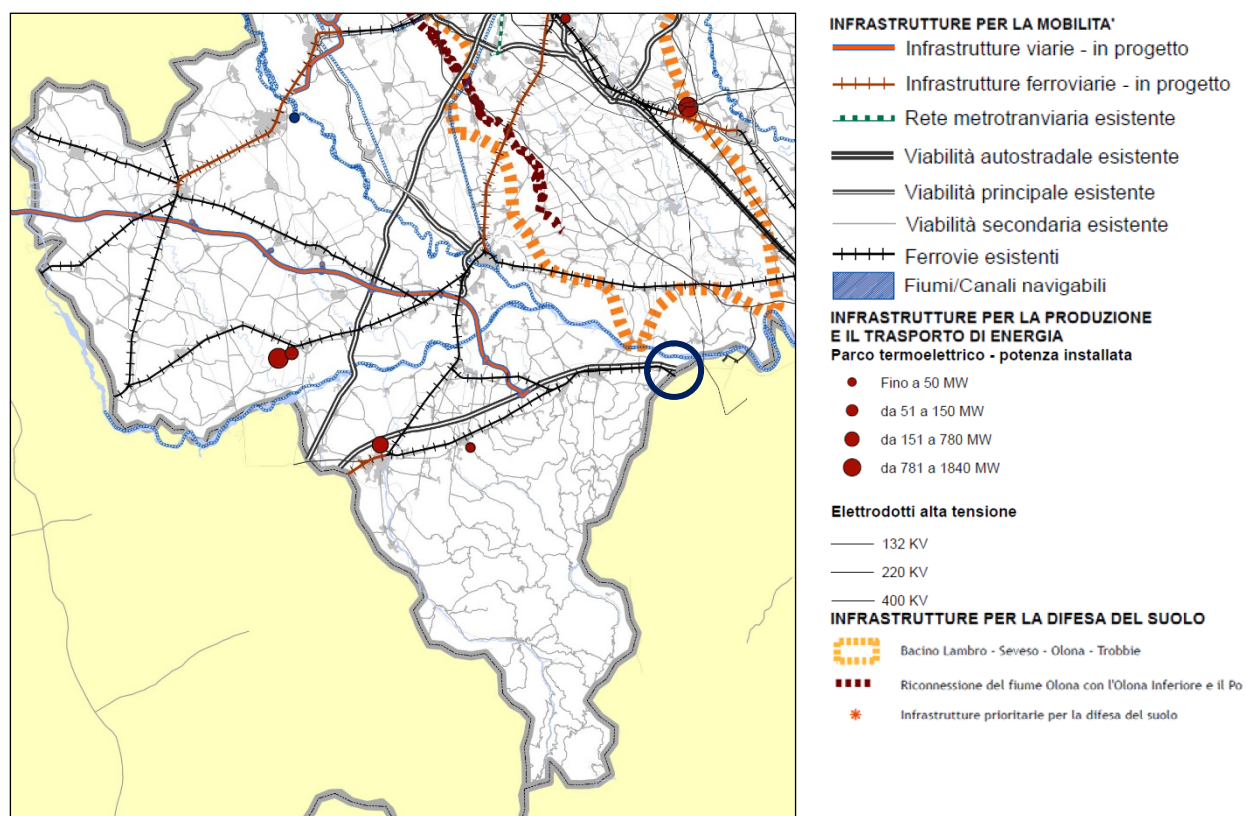 INFRASTRUTTURE PER LA MOBILITA'
Infrastrutture viarie - in progetto
Infrastrutture ferroviarie - in progetto
Rete metrotranviaria esistente
Viabilità autostradale esistente
Viabilità principale esistente
Viabilità secondaria esistente
Ferrovie esistenti
Fiumi/Canali navigabili
INFRASTRUTTURE PER LA PRODUZIONE
E IL TRASPORTO DI ENERGIA
Parco termoelettrico - potenza installata
Fino a 50 MW
da 51 a 150 MW
da 151 a 780 MW
da 781 a 1840 MW
Elettrodotti alta tensione
132 KV
220 KV
400 KV
INFRASTRUTTURE PER LA DIFESA DEL SUOLO
Bacino Lambro - Seveso - Olona - Trobbie
Riconnessione del fiume Olona con l'Olona Inferiore e il Po
Infrastrutture prioritarie per la difesa del suolo